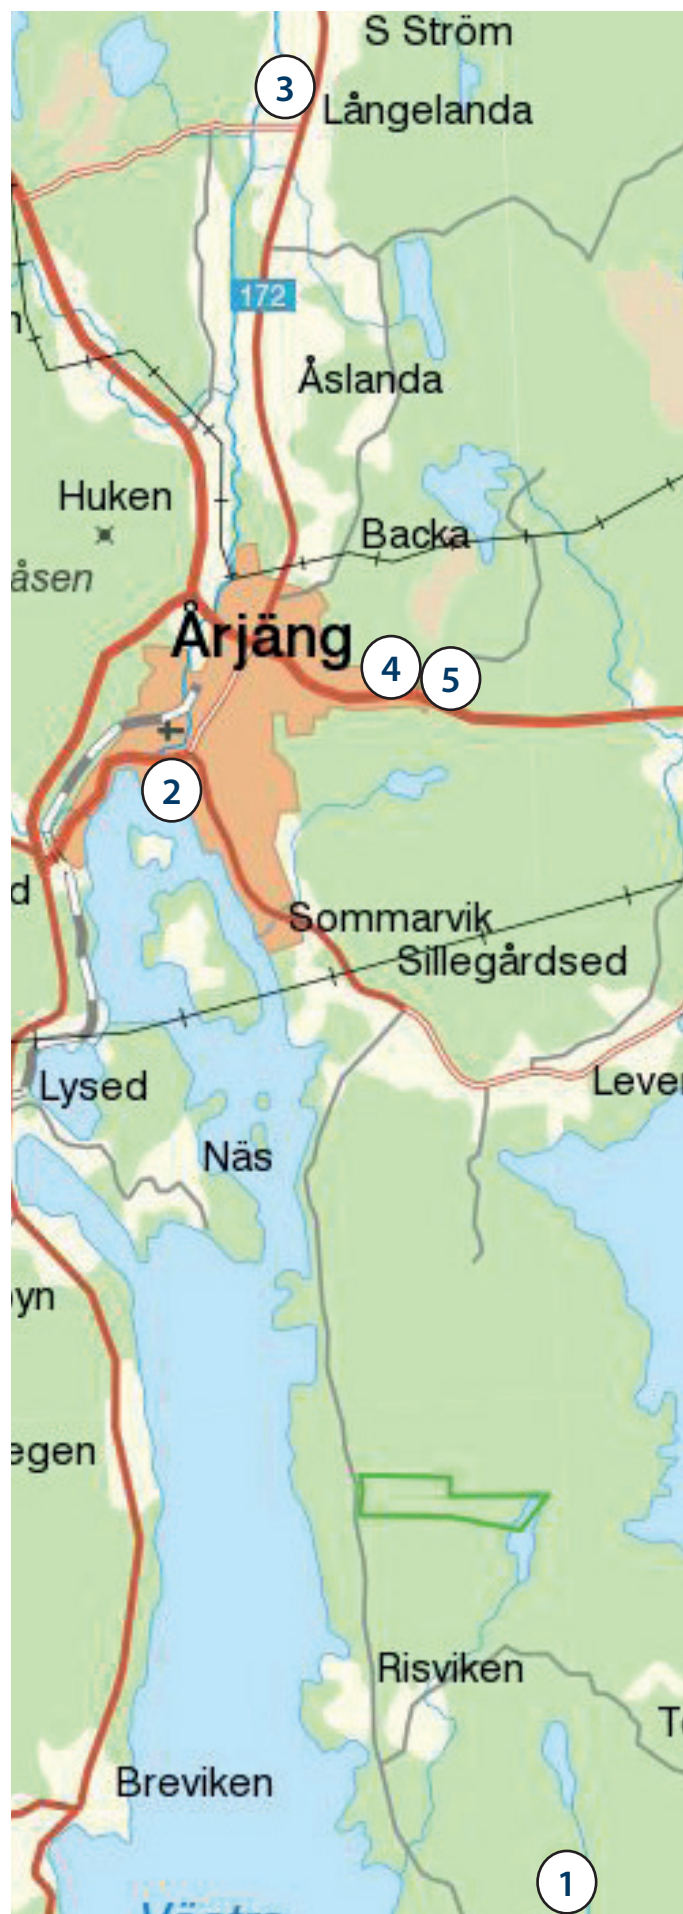 S Ström
3
Långelanda
172
Åslanda
Huken
Backa
åsen
Årjäng
4
5
2
d
Sommarvik
Sillegårdsed
Lysed
Lever
Näs
yn
egen
Risviken
Breviken
1